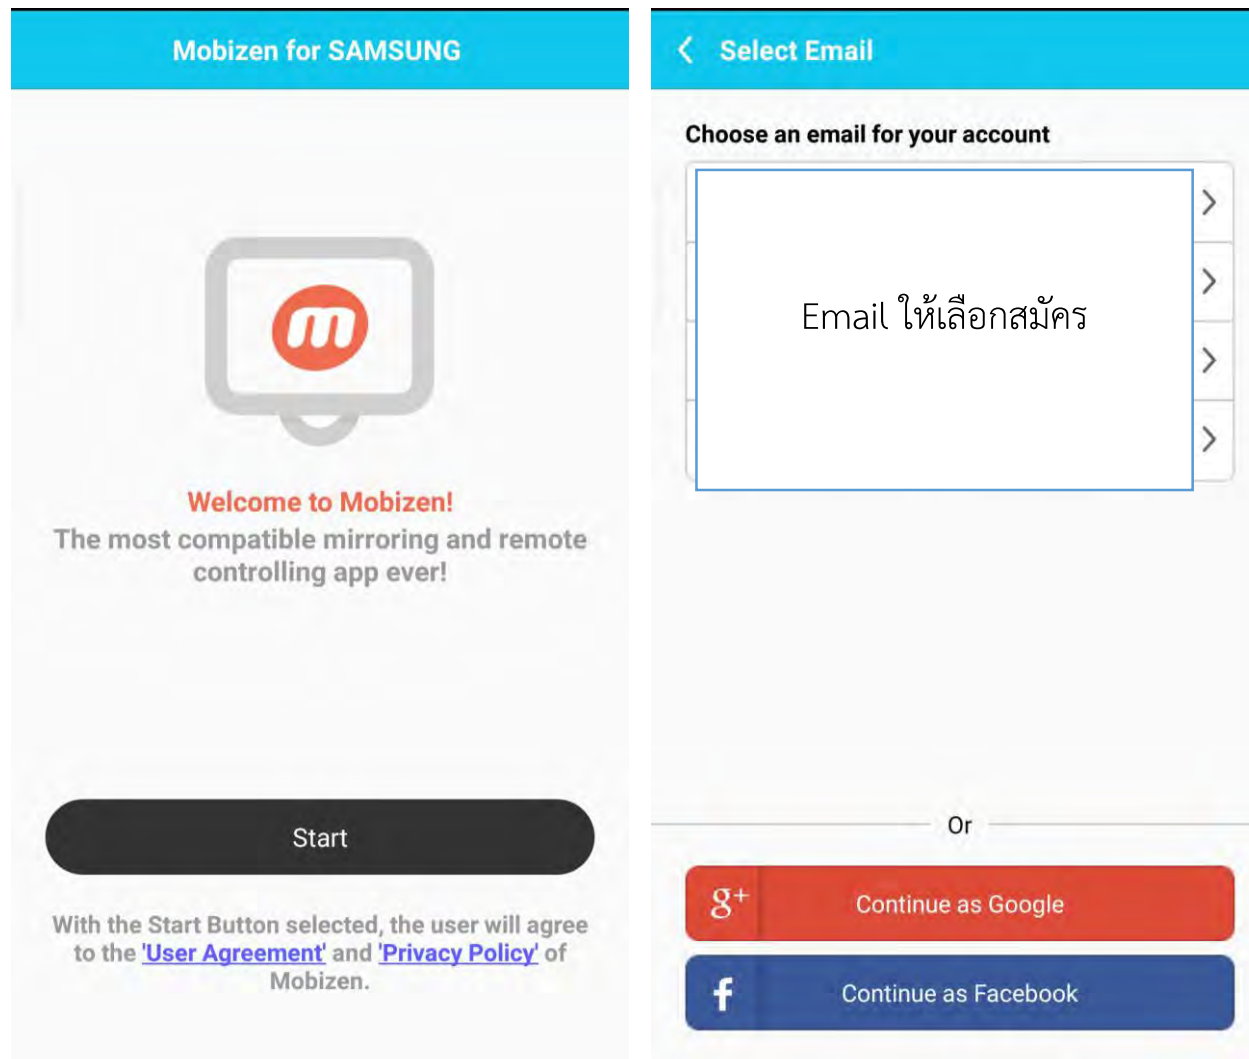 Mobizen for SAMSUNG
m
Welcome to Mobizen!
The most compatible mirroring and remote
controlling app ever!
Start
With the Start Button selected, the user will agree
to the 'User Agreement' and 'Privacy Policy' of
Mobizen.
Select Email
Choose an email for your account
Email ให้เลือกสมัคร
Or
g+ Continue as Google
f Continue as Facebook